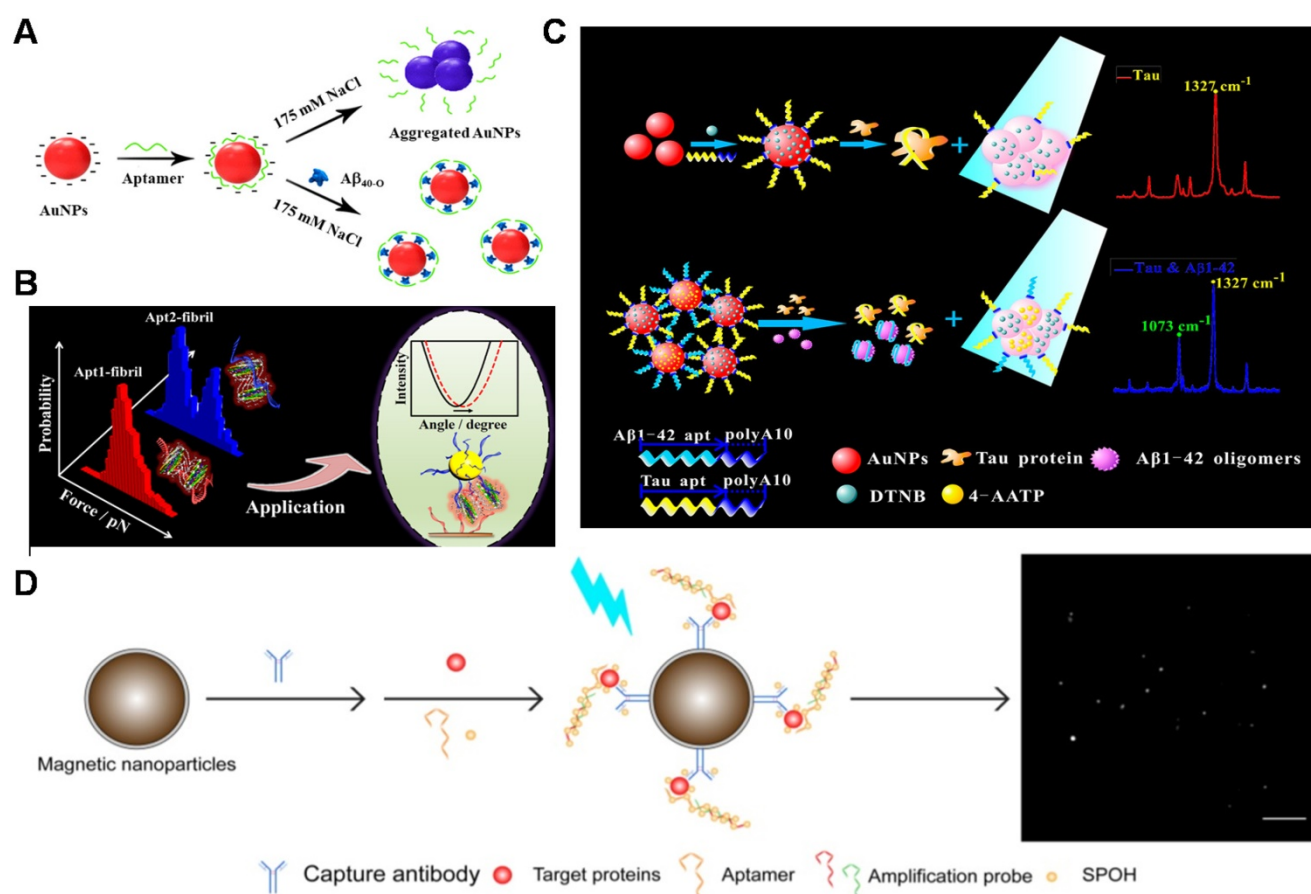 A
AuNPs
Aptamer
175 mM NaCl
Aggregated AuNPs
Aβ40-O
175 mM NaCl
B
Probability
Apt1-fibril
Apt2-fibril
Force / pN
Application
Intensity
Angle / degree
C
Tau
1327 cm⁻¹
Tau & Aβ1-42
1327 cm⁻¹
1073 cm⁻¹
Aβ1-42 apt polyA10
Tau apt polyA10
AuNPs Tau protein Aβ1-42 oligomers
DTNB 4-AATP
D
Magnetic nanoparticles
Capture antibody Target proteins Aptamer Amplification probe SPOH